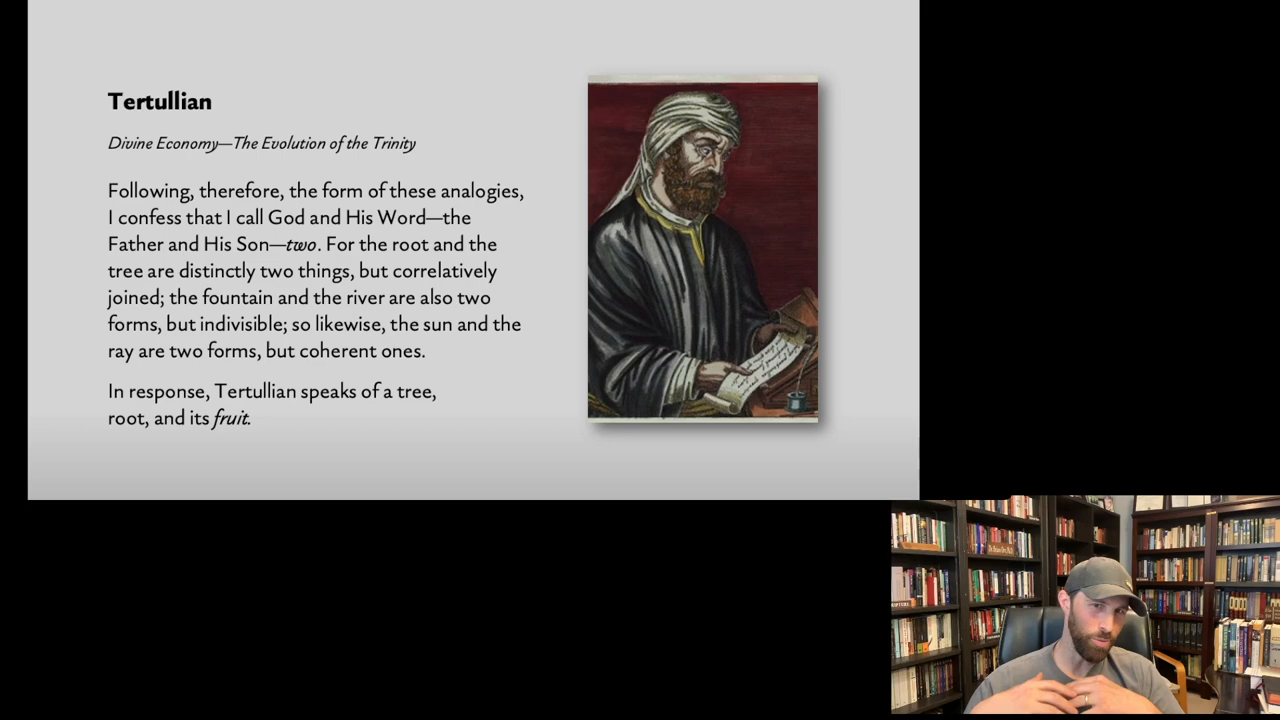 Tertullian
Divine Economy—The Evolution of the Trinity
Following, therefore, the form of these analogies,
I confess that I call God and His Word—the
Father and His Son—two. For the root and the
tree are distinctly two things, but correlatively
joined; the fountain and the river are also two
forms, but indivisible; so likewise, the sun and the
ray are two forms, but coherent ones.
In response, Tertullian speaks of a tree,
root, and its fruit.